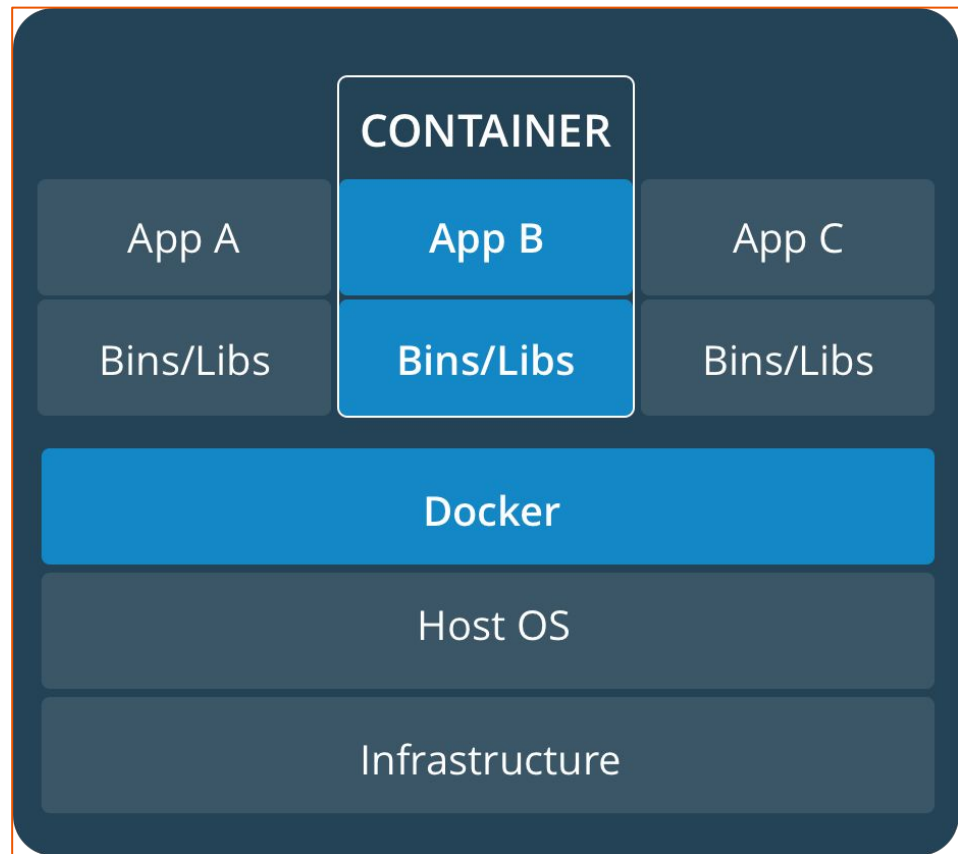 CONTAINER
App A
App B
App C
Bins/Libs
Bins/Libs
Bins/Libs
Docker
Host OS
Infrastructure